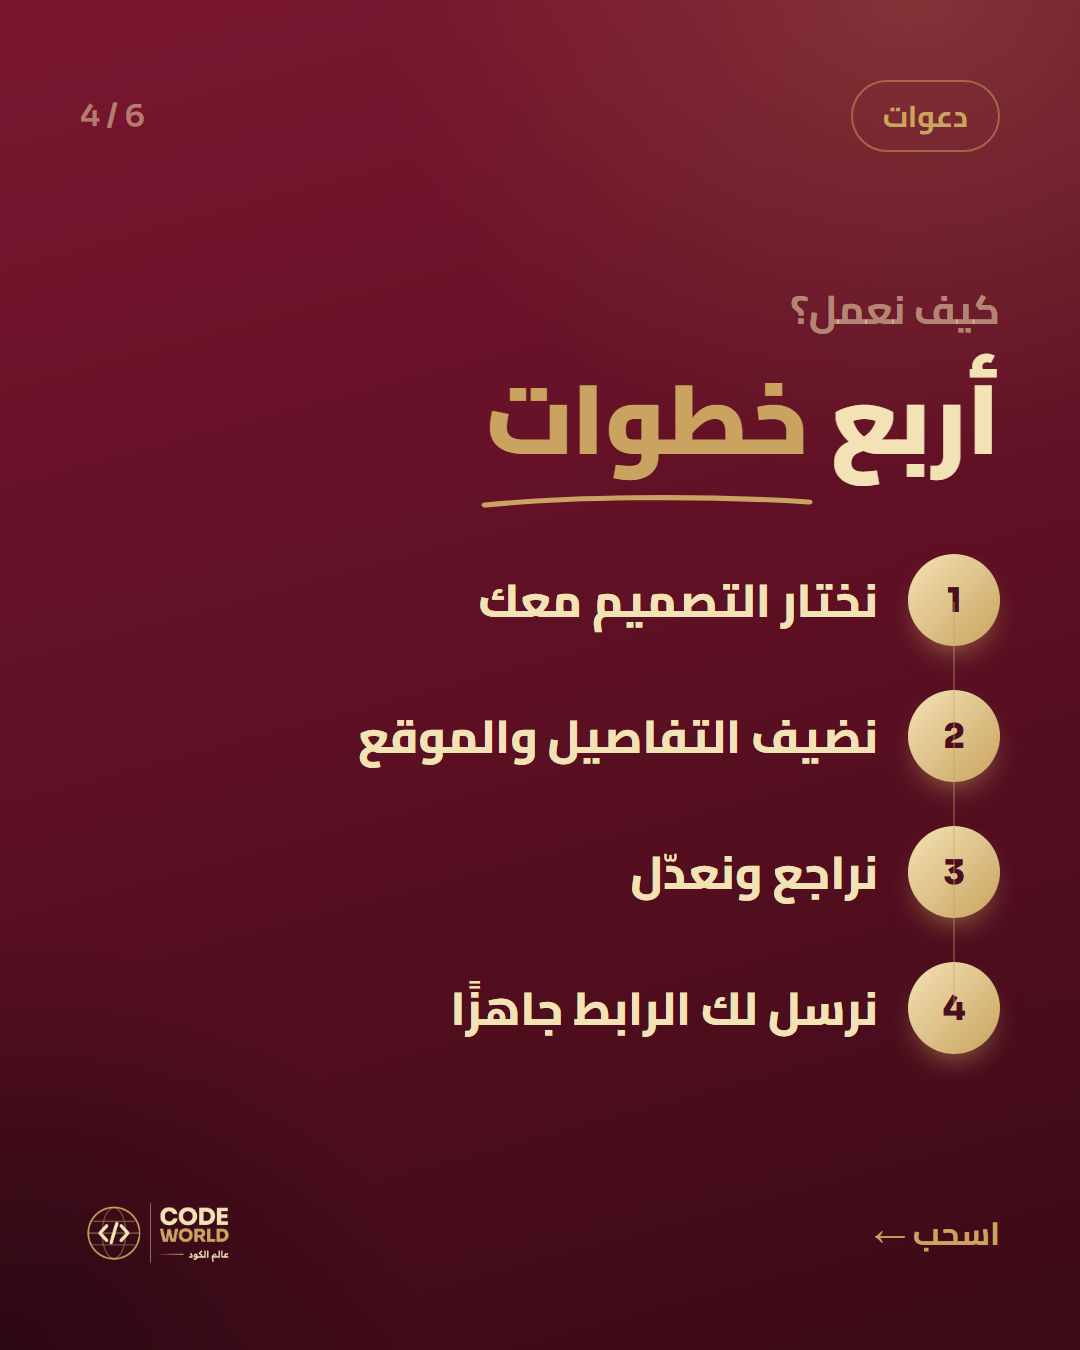 دعوات
4 / 6
كيف نعمل؟
أربع خطوات
1 نختار التصميم معك
2 نضيف التفاصيل والموقع
3 نراجع ونعدّل
4 نرسل لك الرابط جاهزًا
اسحب ←
</>
CODE
WORLD
عالم الكود